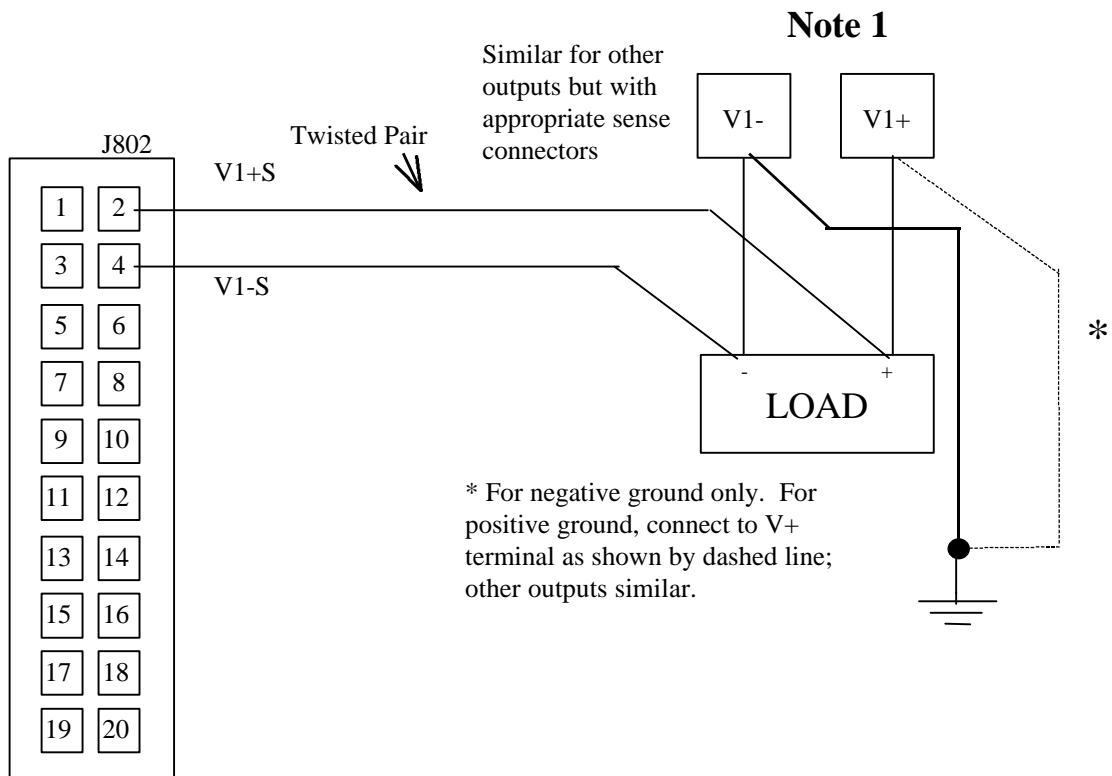 Note 1
Similar for other
outputs but with
appropriate sense
connectors
V1-
V1+
J802
Twisted Pair
V1+S
1 2
3 4
V1-S
5 6
7 8
9 10
11 12
13 14
15 16
17 18
19 20
*
- +
LOAD
* For negative ground only. For
positive ground, connect to V+
terminal as shown by dashed line;
other outputs similar.